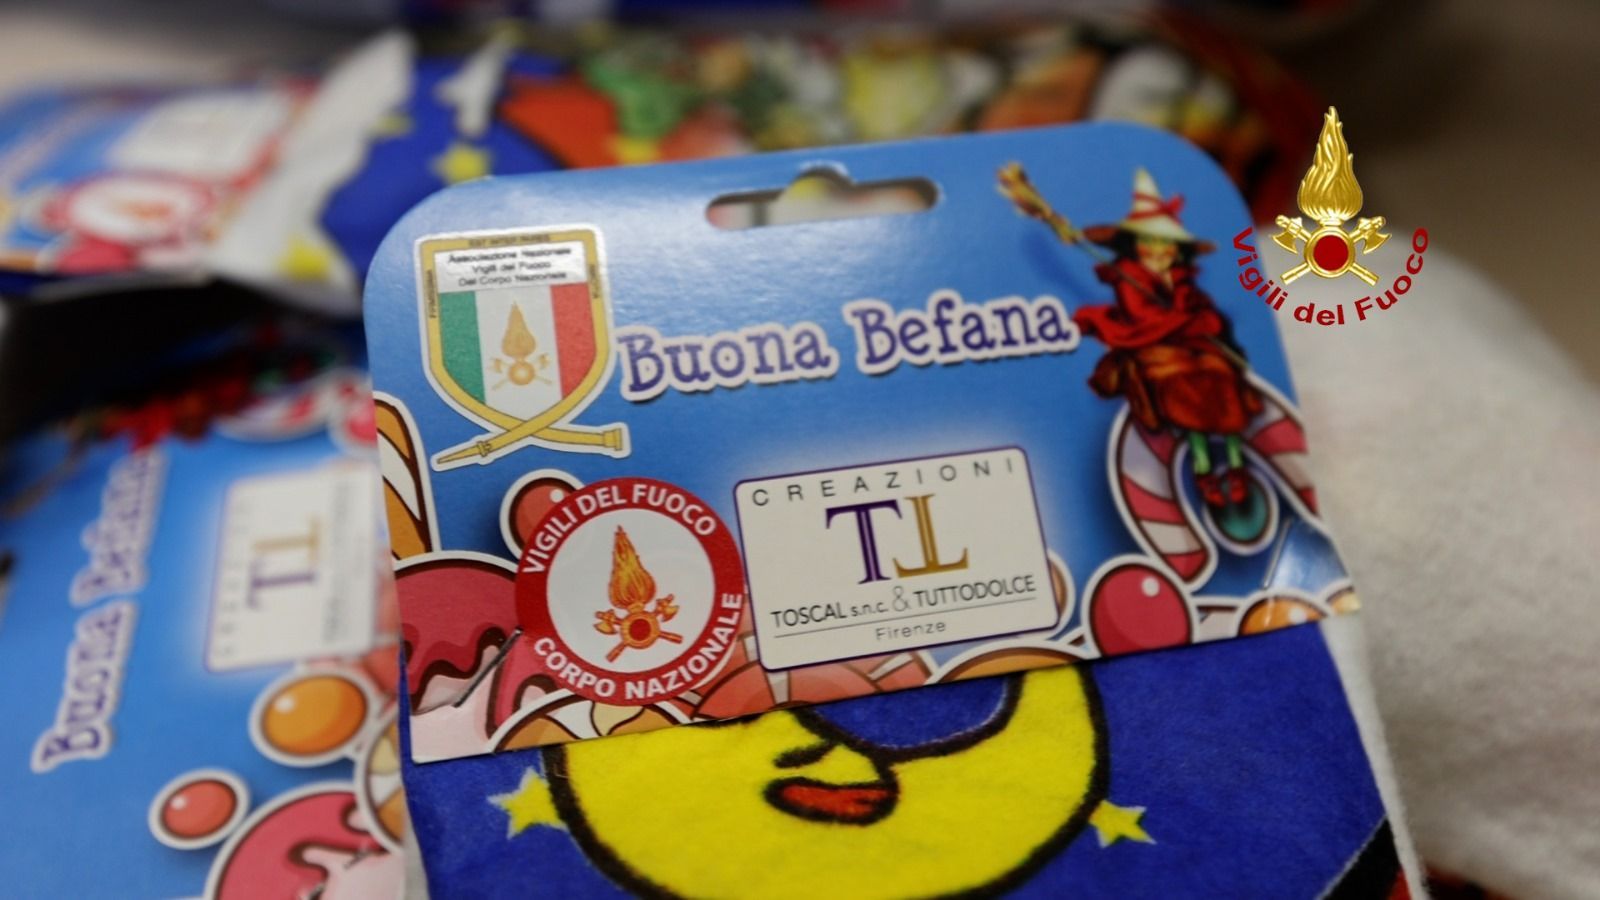 Associazione Nazionale
Vigili del Fuoco
Del Corpo Nazionale
Buona Befana
Vigili del Fuoco
VIGILI DEL FUOCO
CORPO NAZIONALE
CREAZIONI
TT
TOSCAL s.n.c. & TUTTODOLCE
Firenze
Buona Befana